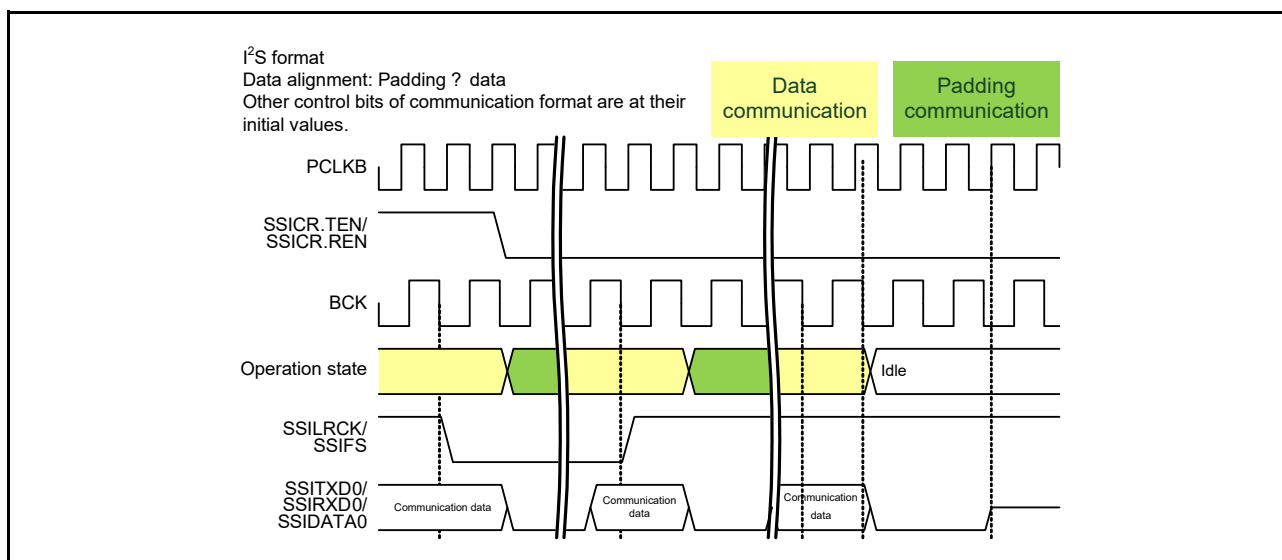 I²S format
Data alignment: Padding ? data
Other control bits of communication format are at their
initial values.
Data
communication
Padding
communication
PCLKB
SSICR.TEN/
SSICR.REN
BCK
Operation state
Idle
SSILRCK/
SSIFS
SSITXD0/
SSIRXD0/
SSIDATA0
Communication data
Communication
data
Communication
data